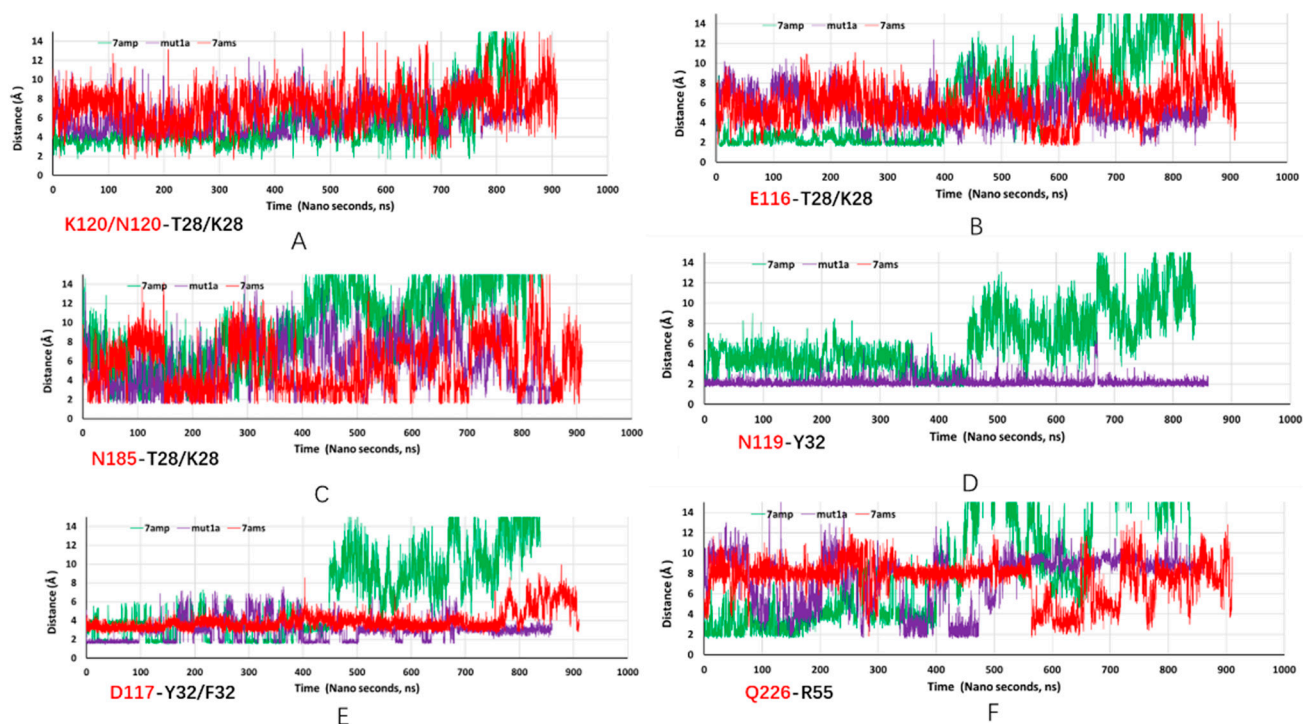 7amp mut1a 7ams
Distance (Å)
14
12
10
8
6
4
2
0
0 100 200 300 400 500 600 700 800 900 1000
Time (Nano seconds, ns)
K120/N120-T28/K28
A
7amp mut1a 7ams
Distance (Å)
14
12
10
8
6
4
2
0
0 100 200 300 400 500 600 700 800 900 1000
Time (Nano seconds, ns)
E116-T28/K28
B
7amp mut1a 7ams
Distance (Å)
14
12
10
8
6
4
2
0
0 100 200 300 400 500 600 700 800 900 1000
Time (Nano seconds, ns)
N185-T28/K28
C
7amp mut1a 7ams
Distance (Å)
14
12
10
8
6
4
2
0
0 100 200 300 400 500 600 700 800 900 1000
Time (Nano seconds, ns)
N119-Y32
D
7amp mut1a 7ams
Distance (Å)
14
12
10
8
6
4
2
0
0 100 200 300 400 500 600 700 800 900 1000
Time (Nano seconds, ns)
D117-Y32/F32
E
7amp mut1a 7ams
Distance (Å)
14
12
10
8
6
4
2
0
0 100 200 300 400 500 600 700 800 900 1000
Time (Nano seconds, ns)
Q226-R55
F